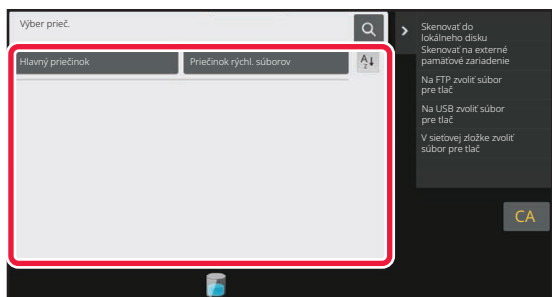 Výber prieč.
Hlavný priečinok
Priečinok rýchl. súborov
A
Z
Skenovať do
lokálneho disku
Skenovať na externé
pamäťové zariadenie
Na FTP zvoliť súbor
pre tlač
Na USB zvoliť súbor
pre tlač
V sieťovej zložke zvoliť
súbor pre tlač
CA